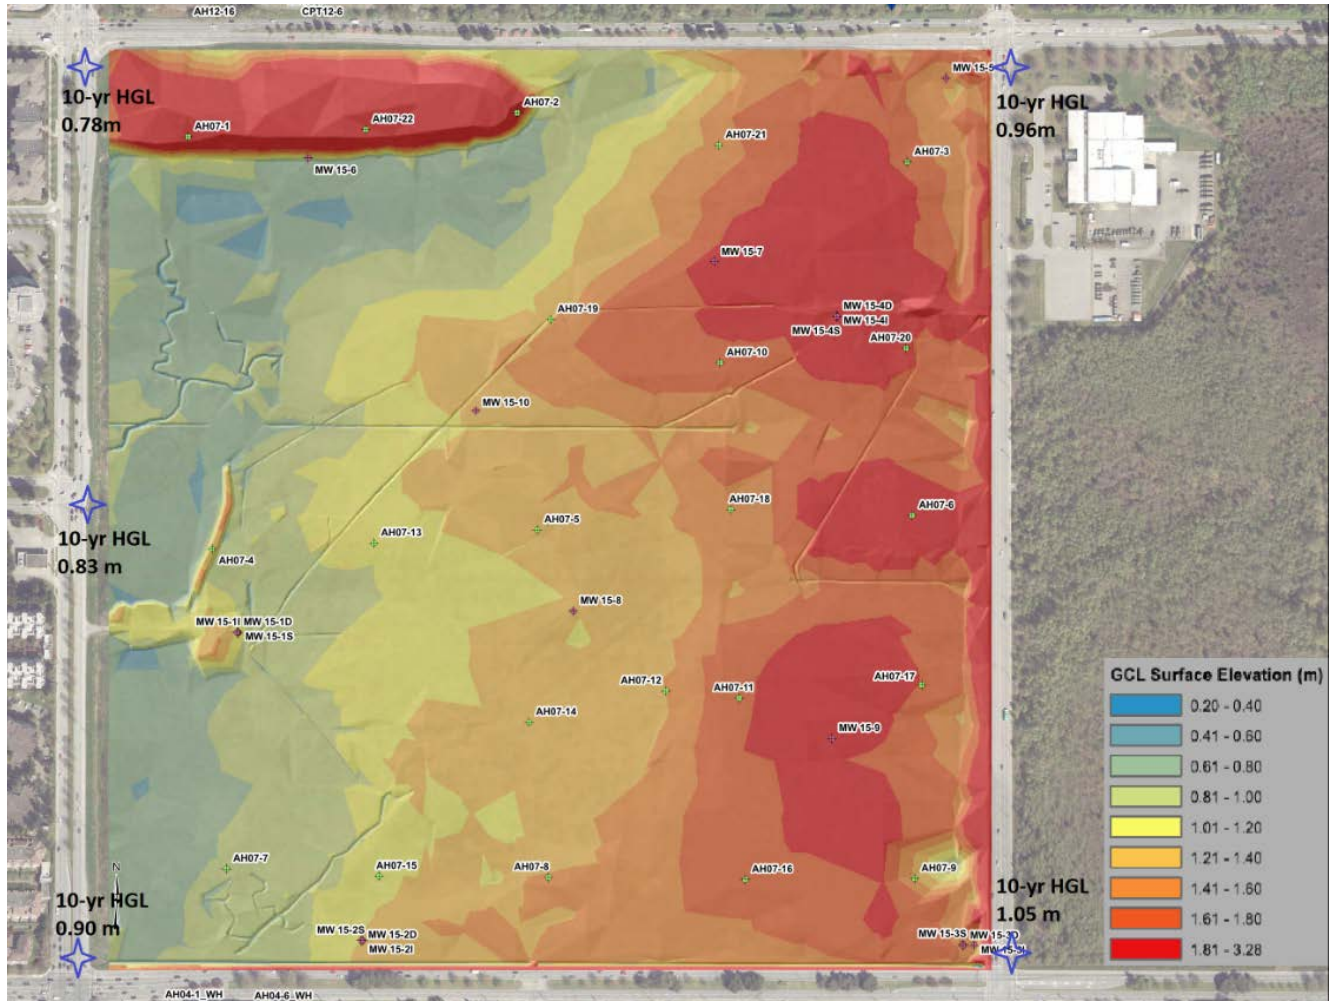 AH12-16
CPT12-6
MW 15-5
10-yr HGL
0.78m
10-yr HGL
0.96m
AH07-2
AH07-1
AH07-22
AH07-21
AH07-3
MW 15-6
MW 15-7
AH07-19
MW 15-4D
MW 15-4I
MW 15-4S
AH07-20
AH07-10
MW 15-10
AH07-18
AH07-6
AH07-5
AH07-13
10-yr HGL
0.83 m
AH07-4
MW 15-8
MW 15-1I
MW 15-1D
MW 15-1S
AH07-12
AH07-11
AH07-17
AH07-14
MW 15-9
GCL Surface Elevation (m)
0.20 - 0.40
0.41 - 0.60
0.61 - 0.80
0.81 - 1.00
1.01 - 1.20
1.21 - 1.40
1.41 - 1.60
1.61 - 1.80
1.81 - 3.28
N
AH07-7
AH07-15
AH07-8
AH07-16
AH07-9
10-yr HGL
0.90 m
10-yr HGL
1.05 m
MW 15-2S
MW 15-2D
MW 15-2I
MW 15-3S
AH04-1_WH
AH04-6_WH